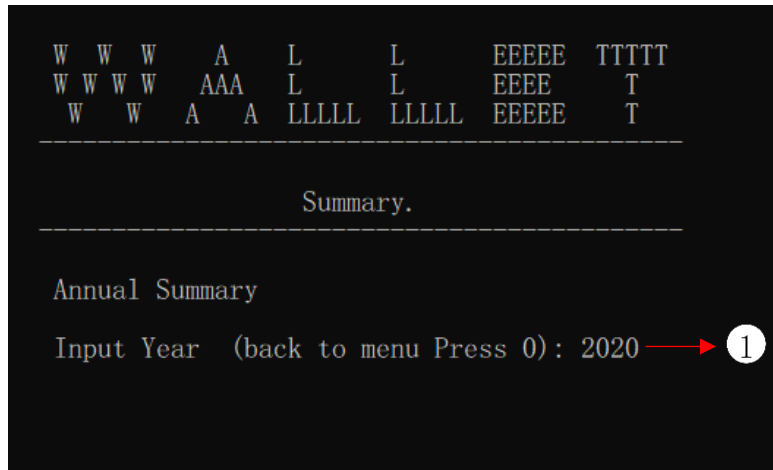 W  W  W     A     L      L      EEEEE  TTTTT
W W W W    AAA    L      L      EEEE     T
 W   W    A   A  LLLLL  LLLLL  EEEEE    T
--------------------------------------------
Summary.
--------------------------------------------
Annual Summary
Input Year  (back to menu Press 0): 2020 1